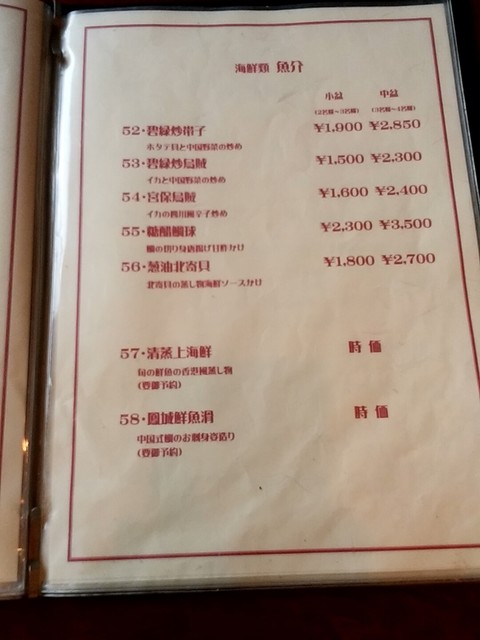 海鮮類 魚介
小盆 中盆
(2名様~3名様) (3名様~4名様)
52・碧緑炒帯子 ¥1,900 ¥2,850
ホタテ貝と中国野菜の炒め
53・碧緑炒烏賊 ¥1,500 ¥2,300
イカと中国野菜の炒め
54・宮保烏賊 ¥1,600 ¥2,400
イカの四川風辛子炒め
55・糖醋鯛球 ¥2,300 ¥3,500
鯛の切り身唐揚げ甘酢かけ
56・葱油北寄貝 ¥1,800 ¥2,700
北寄貝の蒸し物海鮮ソースかけ
57・清蒸上海鮮 時 価
旬の鮮魚の香港風蒸し物
(要御予約)
58・鳳城鮮魚滑 時 価
中国式鯛のお刺身姿造り
(要御予約)